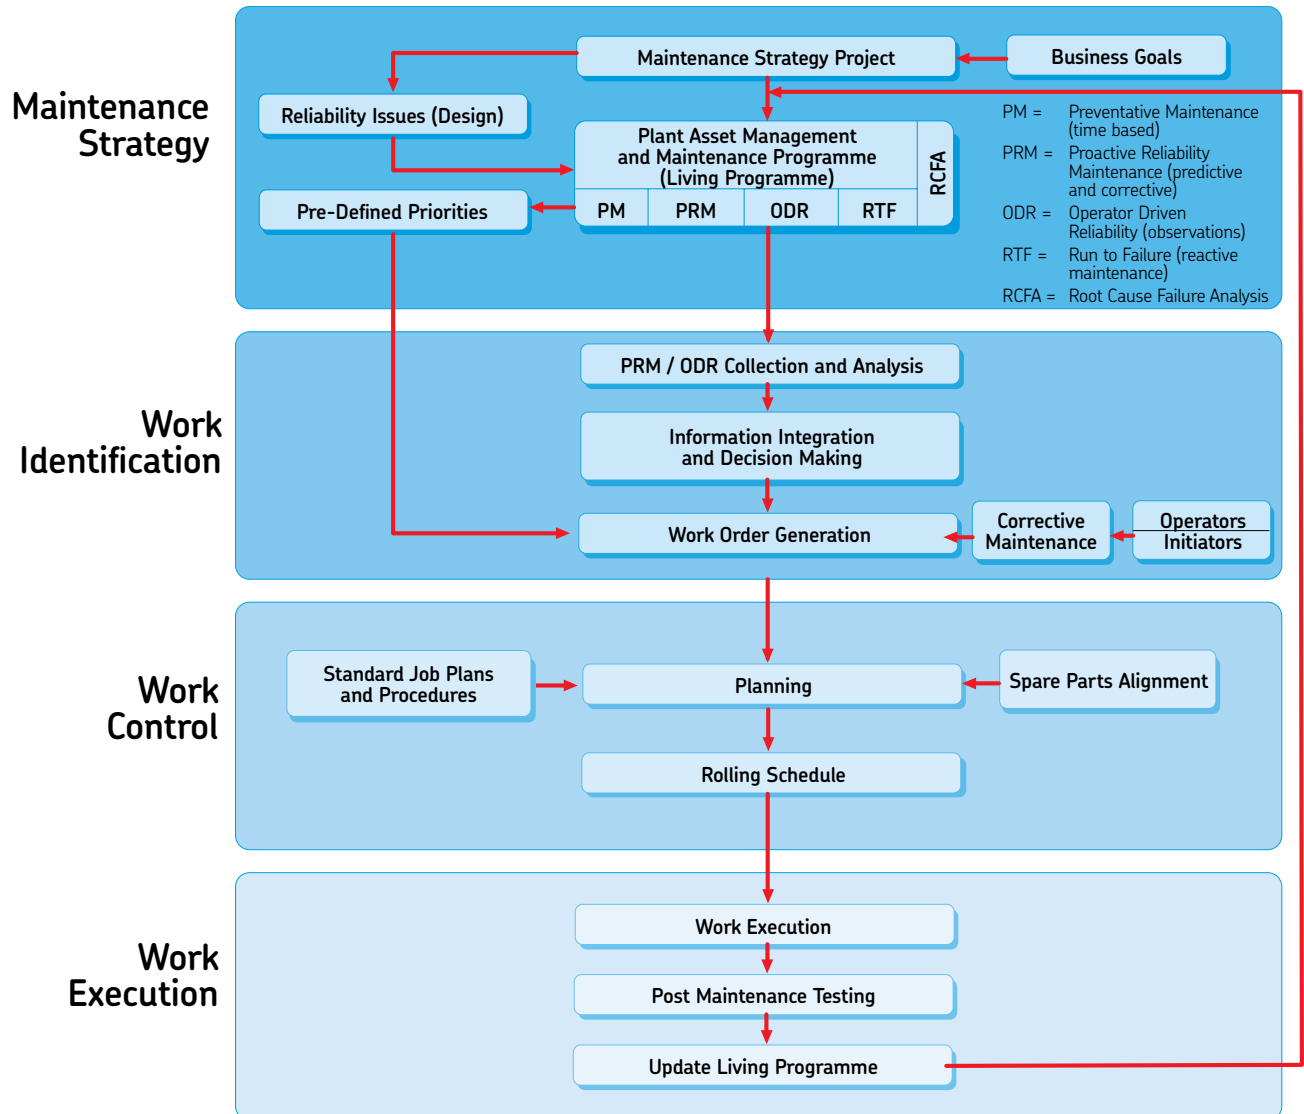 Maintenance
Strategy
Maintenance Strategy Project
Business Goals
Reliability Issues (Design)
Plant Asset Management
and Maintenance Programme
(Living Programme)
RCFA
Pre-Defined Priorities
PM
PRM
ODR
RTF
PM = Preventative Maintenance
(time based)
PRM = Proactive Reliability
Maintenance (predictive
and corrective)
ODR = Operator Driven
Reliability (observations)
RTF = Run to Failure (reactive
maintenance)
RCFA = Root Cause Failure Analysis
Work
Identification
PRM / ODR Collection and Analysis
Information Integration
and Decision Making
Work Order Generation
Corrective
Maintenance
Operators
Initiators
Work
Control
Standard Job Plans
and Procedures
Planning
Spare Parts Alignment
Rolling Schedule
Work
Execution
Work Execution
Post Maintenance Testing
Update Living Programme